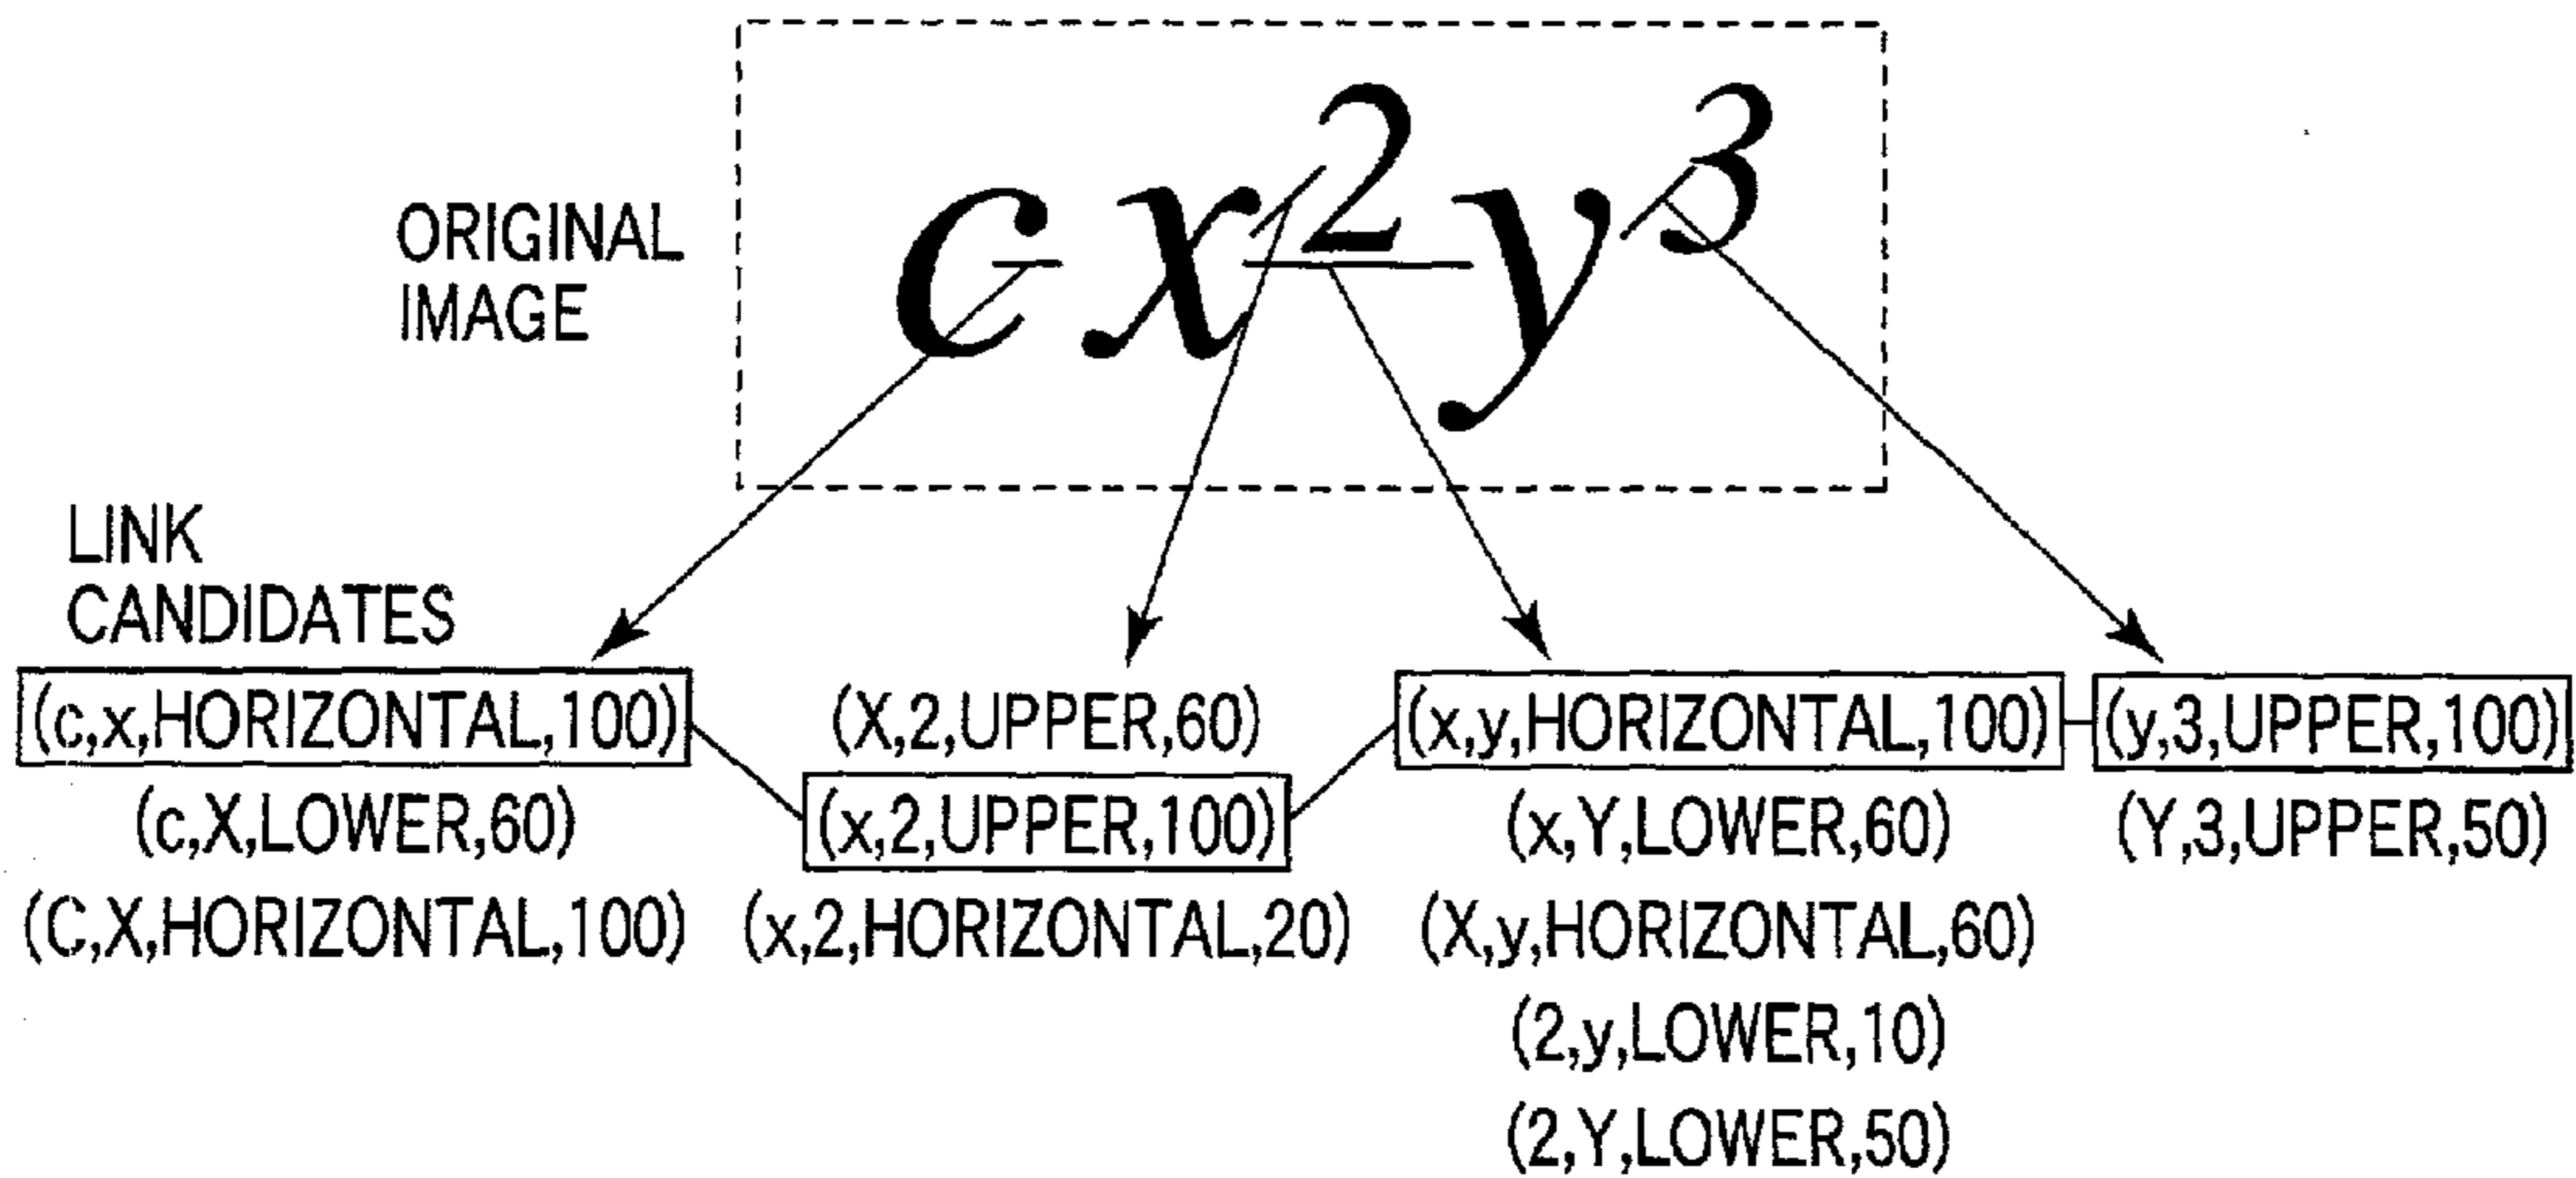 ORIGINAL
IMAGE
cx²y³
LINK
CANDIDATES
(c,x,HORIZONTAL,100) (X,2,UPPER,60) (x,y,HORIZONTAL,100) (y,3,UPPER,100)
(c,X,LOWER,60) (x,2,UPPER,100) (x,Y,LOWER,60) (Y,3,UPPER,50)
(C,X,HORIZONTAL,100) (x,2,HORIZONTAL,20) (X,y,HORIZONTAL,60)
(2,y,LOWER,10)
(2,Y,LOWER,50)